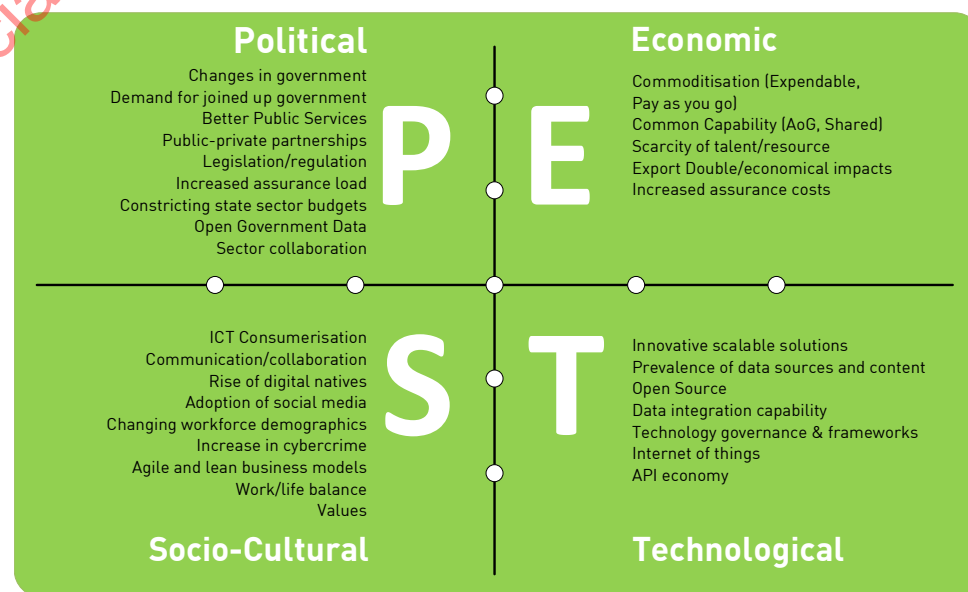 Political
Changes in government
Demand for joined up government
Better Public Services
Public-private partnerships
Legislation/regulation
Increased assurance load
Constricting state sector budgets
Open Government Data
Sector collaboration
P
Economic
Commoditisation (Expendable,
Pay as you go)
Common Capability (AoG, Shared)
Scarcity of talent/resource
Export Double/economical impacts
Increased assurance costs
E
ICT Consumerisation
Communication/collaboration
Rise of digital natives
Adoption of social media
Changing workforce demographics
Increase in cybercrime
Agile and lean business models
Work/life balance
Values
S
Socio-Cultural
T
Innovative scalable solutions
Prevalence of data sources and content
Open Source
Data integration capability
Technology governance & frameworks
Internet of things
API economy
Technological